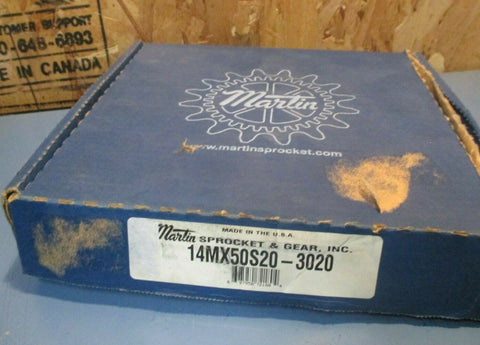 TOMER SUPPORT
0-648-6893
DE IN CANADA
Martin
www.martinsprocket.com
MADE IN THE U.S.A.
Martin SPROCKET & GEAR, INC.
14MX50S20-3020